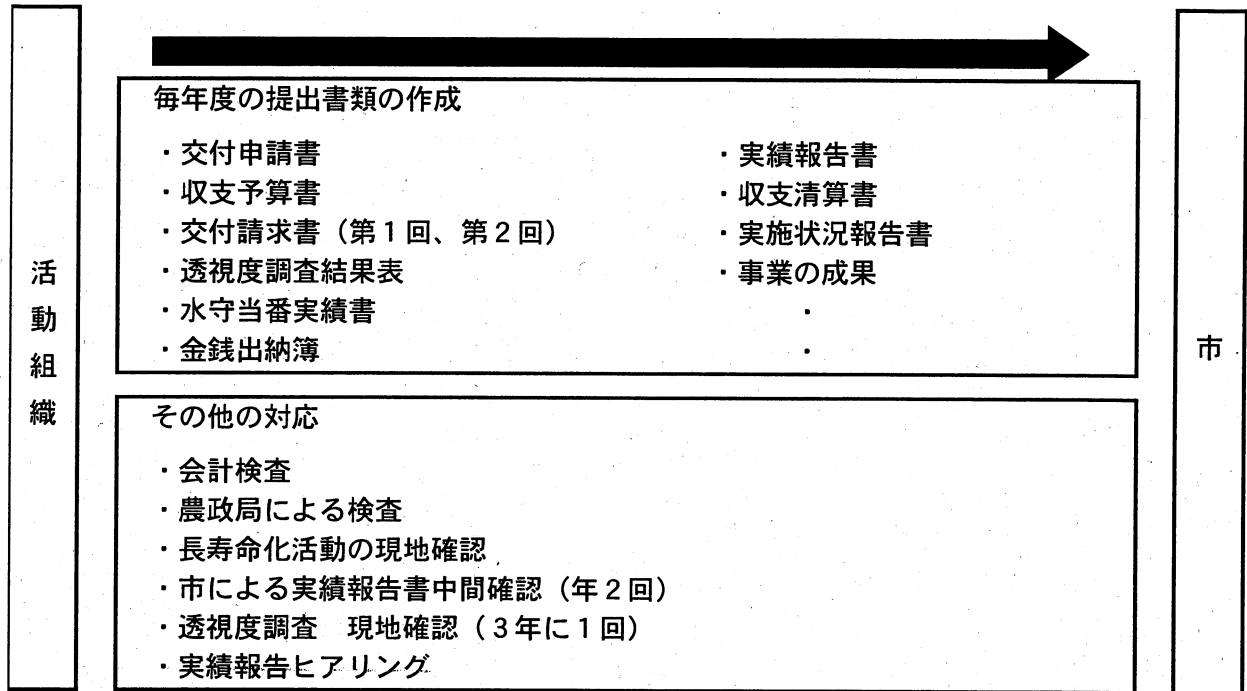 活動組織
毎年度の提出書類の作成
・交付申請書
・収支予算書
・交付請求書（第１回、第２回）
・透視度調査結果表
・水守当番実績書
・金銭出納簿
・実績報告書
・収支清算書
・実施状況報告書
・事業の成果
・
・
その他の対応
・会計検査
・農政局による検査
・長寿命化活動の現地確認
・市による実績報告書中間確認（年２回）
・透視度調査　現地確認（３年に１回）
・実績報告ヒアリング
市